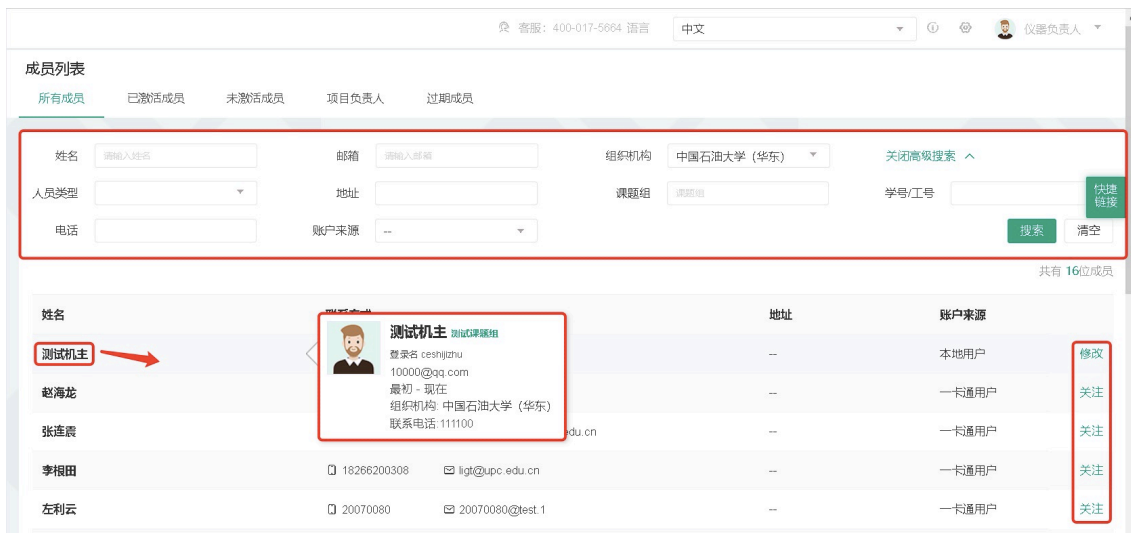 客服：400-017-5664 语言 中文 仪器负责人
成员列表
所有成员 已激活成员 未激活成员 项目负责人 过期成员
姓名 请输入姓名 邮箱 请输入邮箱 组织机构 中国石油大学（华东） 关闭高级搜索
人员类型 地址 课题组 课题组 学号/工号
快捷
链接
电话 账户来源 -- 搜索 清空
共有 16位成员
姓名 地址 账户来源
测试机主 -- 本地用户 修改
测试机主 测试课题组
登录名 ceshijizhu
10000@qq.com
最初 - 现在
组织机构: 中国石油大学（华东）
联系电话: 111100
赵海龙 -- 一卡通用户 关注
张连震 edu.cn -- 一卡通用户 关注
李根田 18266200308 ligt@upc.edu.cn -- 一卡通用户 关注
左利云 20070080 20070080@test.1 -- 一卡通用户 关注